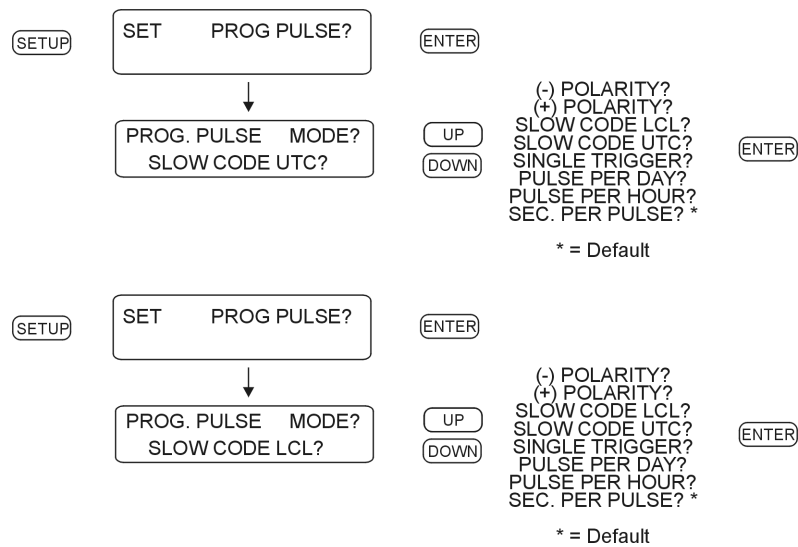 SETUP
SET PROG PULSE?
ENTER
PROG. PULSE MODE?
SLOW CODE UTC?
UP
DOWN
(-) POLARITY?
(+) POLARITY?
SLOW CODE LCL?
SLOW CODE UTC?
SINGLE TRIGGER?
PULSE PER DAY?
PULSE PER HOUR?
SEC. PER PULSE? *
ENTER
* = Default
SETUP
SET PROG PULSE?
ENTER
PROG. PULSE MODE?
SLOW CODE LCL?
UP
DOWN
(-) POLARITY?
(+) POLARITY?
SLOW CODE LCL?
SLOW CODE UTC?
SINGLE TRIGGER?
PULSE PER DAY?
PULSE PER HOUR?
SEC. PER PULSE? *
ENTER
* = Default